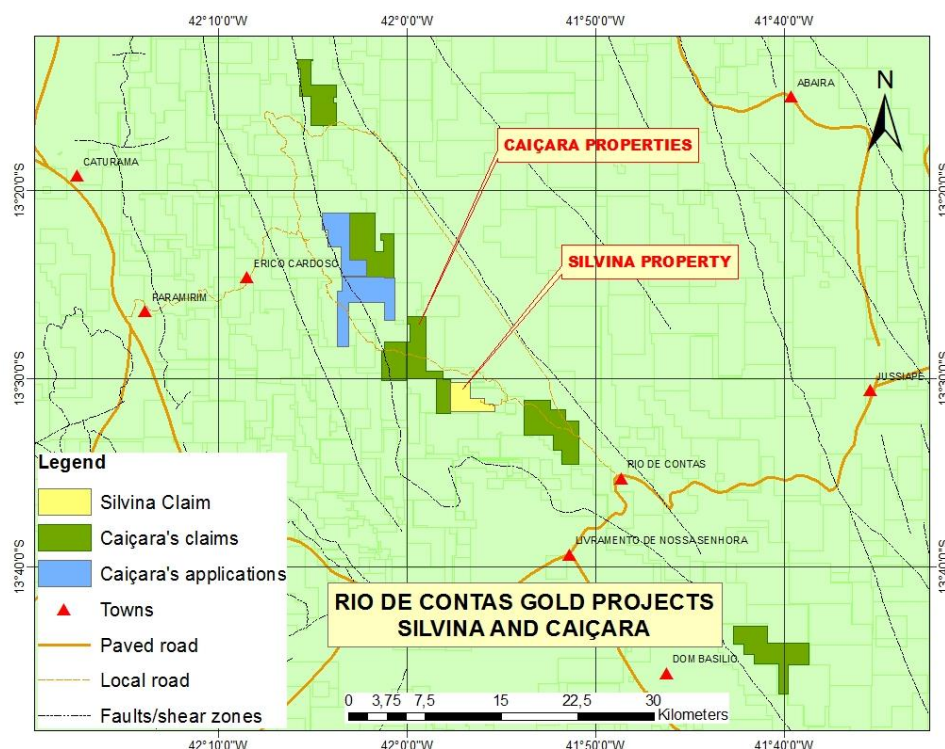 42°10'0"W
42°0'0"W
41°50'0"W
41°40'0"W
N
ABAIRA
CAIÇARA PROPERTIES
CATURAMA
13°20'0"S
13°20'0"S
ERICO CARDOSO
SILVINA PROPERTY
PARAMIRIM
13°30'0"S
13°30'0"S
JUSSIAPE
Legend
Silvina Claim
Caiçara's claims
Caiçara's applications
Towns
Paved road
Local road
Faults/shear zones
RIO DE CONTAS
LIVRAMENTO DE NOSSASENHORA
13°40'0"S
13°40'0"S
RIO DE CONTAS GOLD PROJECTS
SILVINA AND CAIÇARA
DOM BASILIO
0 3,75 7,5 15 22,5 30
Kilometers
42°10'0"W
42°0'0"W
41°50'0"W
41°40'0"W